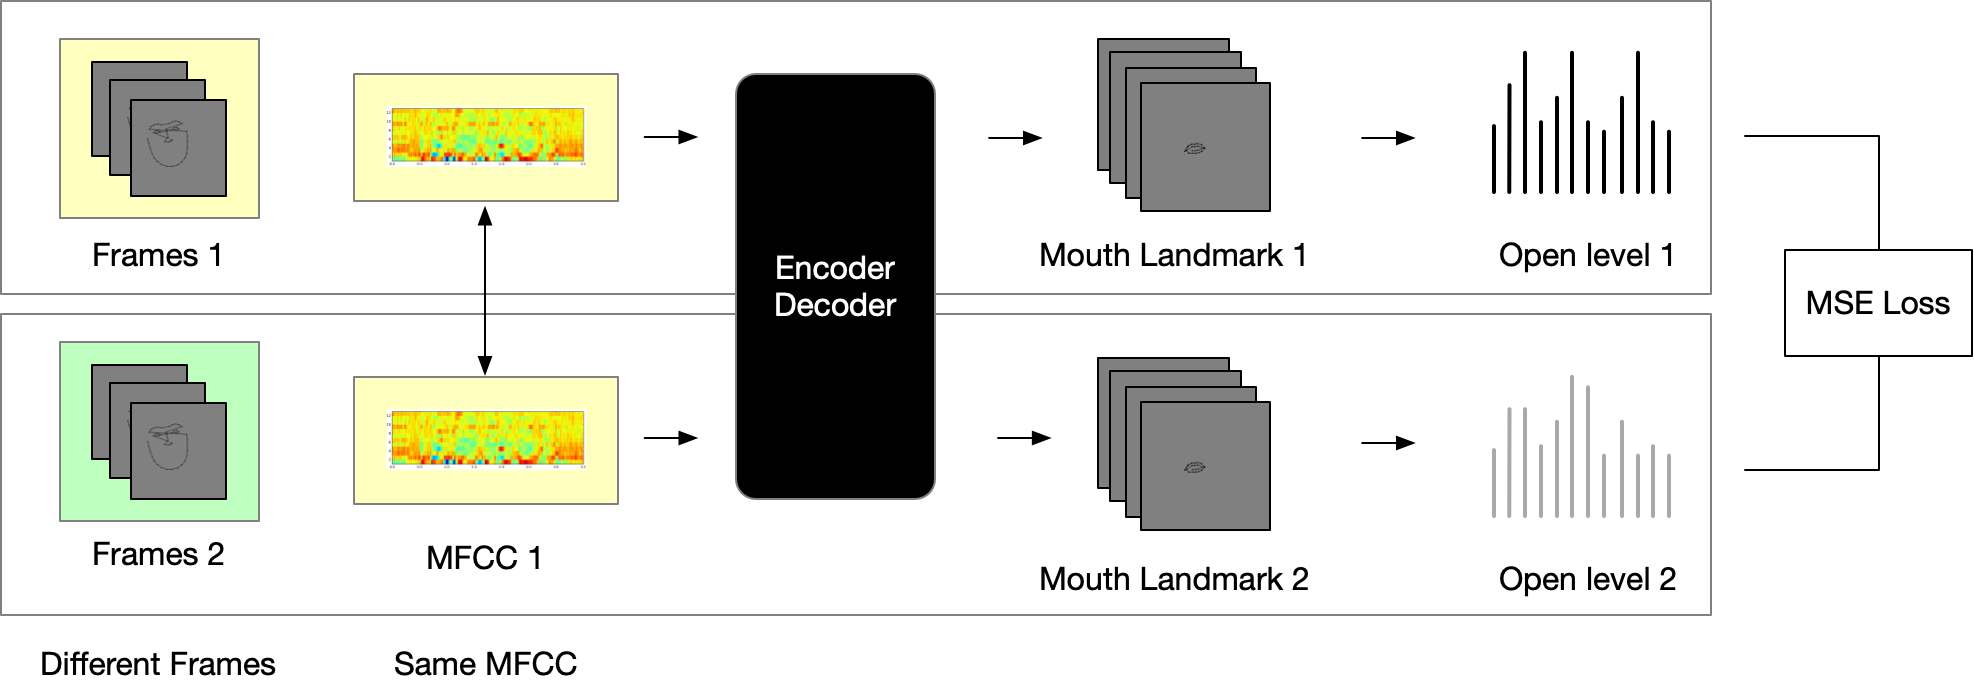 Frames 1
Encoder
Decoder
Mouth Landmark 1
Open level 1
MSE Loss
Frames 2
MFCC 1
Mouth Landmark 2
Open level 2
Different Frames
Same MFCC